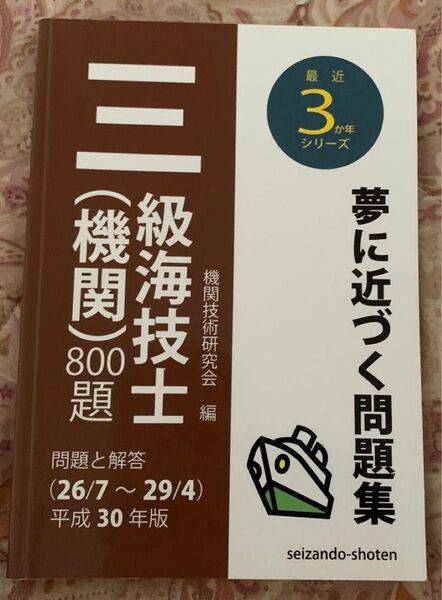 最近
3か年
シリーズ
夢に近づく問題集
三級海技士
(機関)800題
機関技術研究会 編
問題と解答
(26/7～29/4)
平成30年版
seizando-shoten